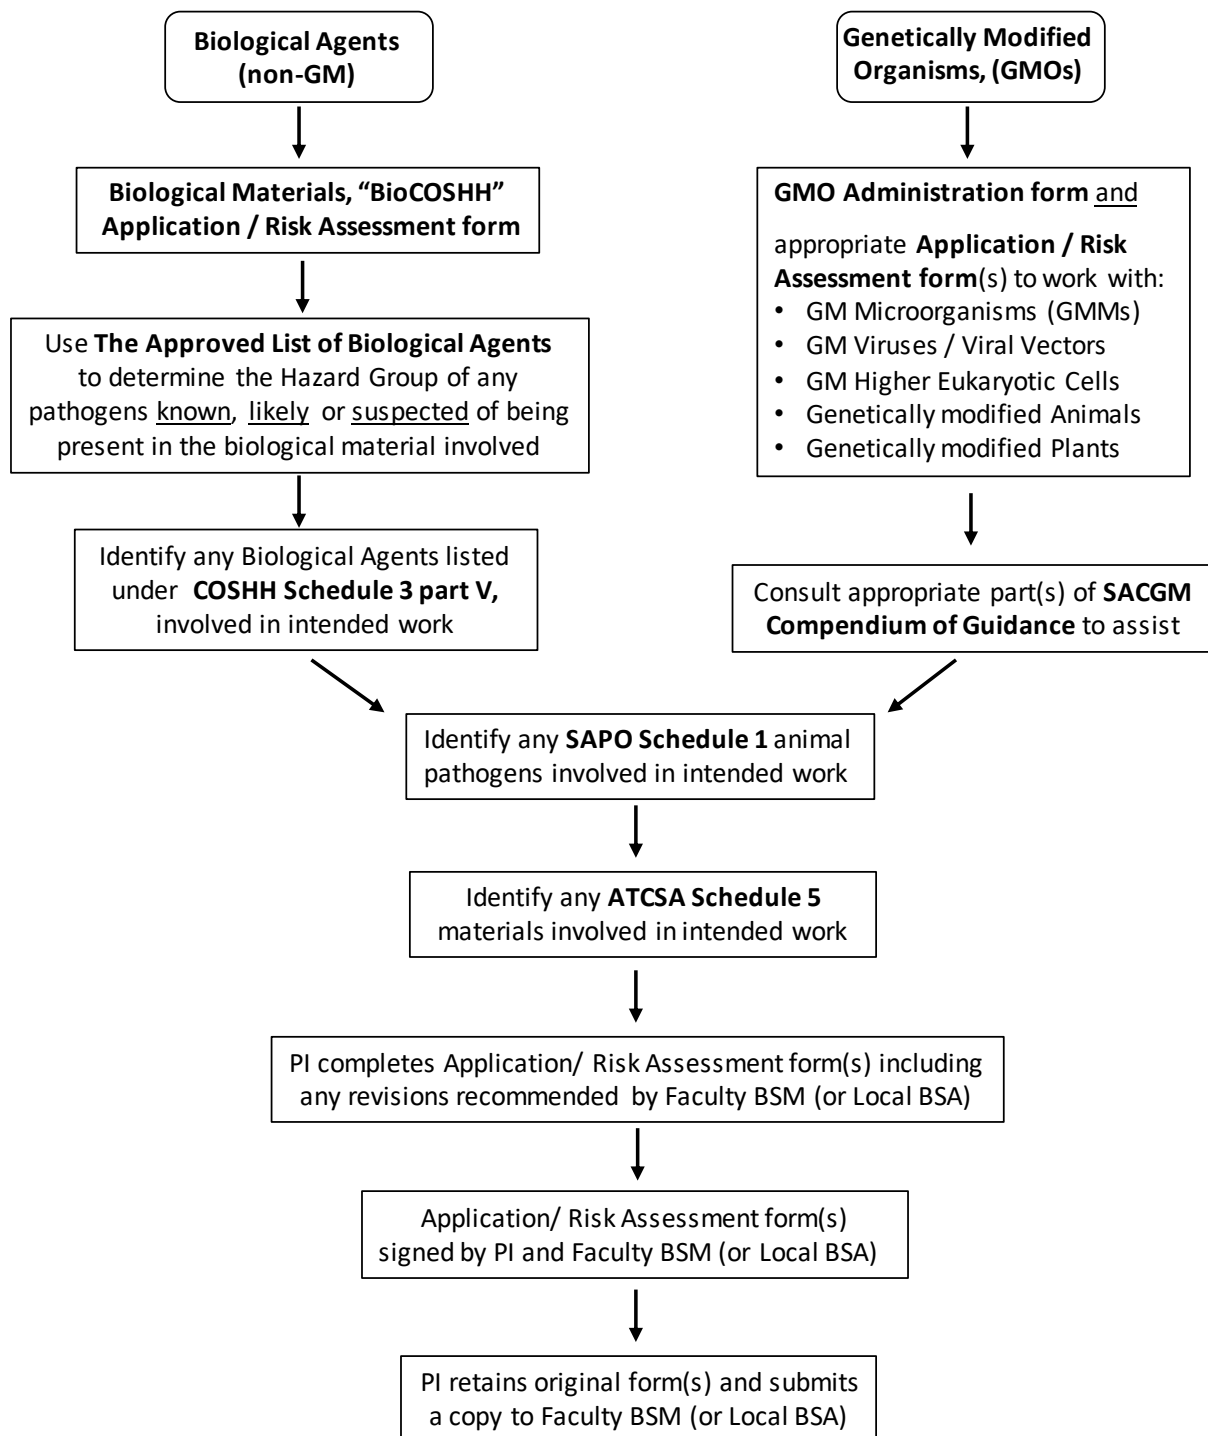 Biological Agents
(non-GM)
Biological Materials, “BioCOSHH”
Application / Risk Assessment form
Use The Approved List of Biological Agents
to determine the Hazard Group of any
pathogens known, likely or suspected of being
present in the biological material involved
Identify any Biological Agents listed
under COSHH Schedule 3 part V,
involved in intended work
Genetically Modified
Organisms, (GMOs)
GMO Administration form and
appropriate Application / Risk
Assessment form(s) to work with:
• GM Microorganisms (GMMs)
• GM Viruses / Viral Vectors
• GM Higher Eukaryotic Cells
• Genetically modified Animals
• Genetically modified Plants
Consult appropriate part(s) of SACGM
Compendium of Guidance to assist
Identify any SAPO Schedule 1 animal
pathogens involved in intended work
Identify any ATCSA Schedule 5
materials involved in intended work
PI completes Application/ Risk Assessment form(s) including
any revisions recommended by Faculty BSM (or Local BSA)
Application/ Risk Assessment form(s)
signed by PI and Faculty BSM (or Local BSA)
PI retains original form(s) and submits
a copy to Faculty BSM (or Local BSA)